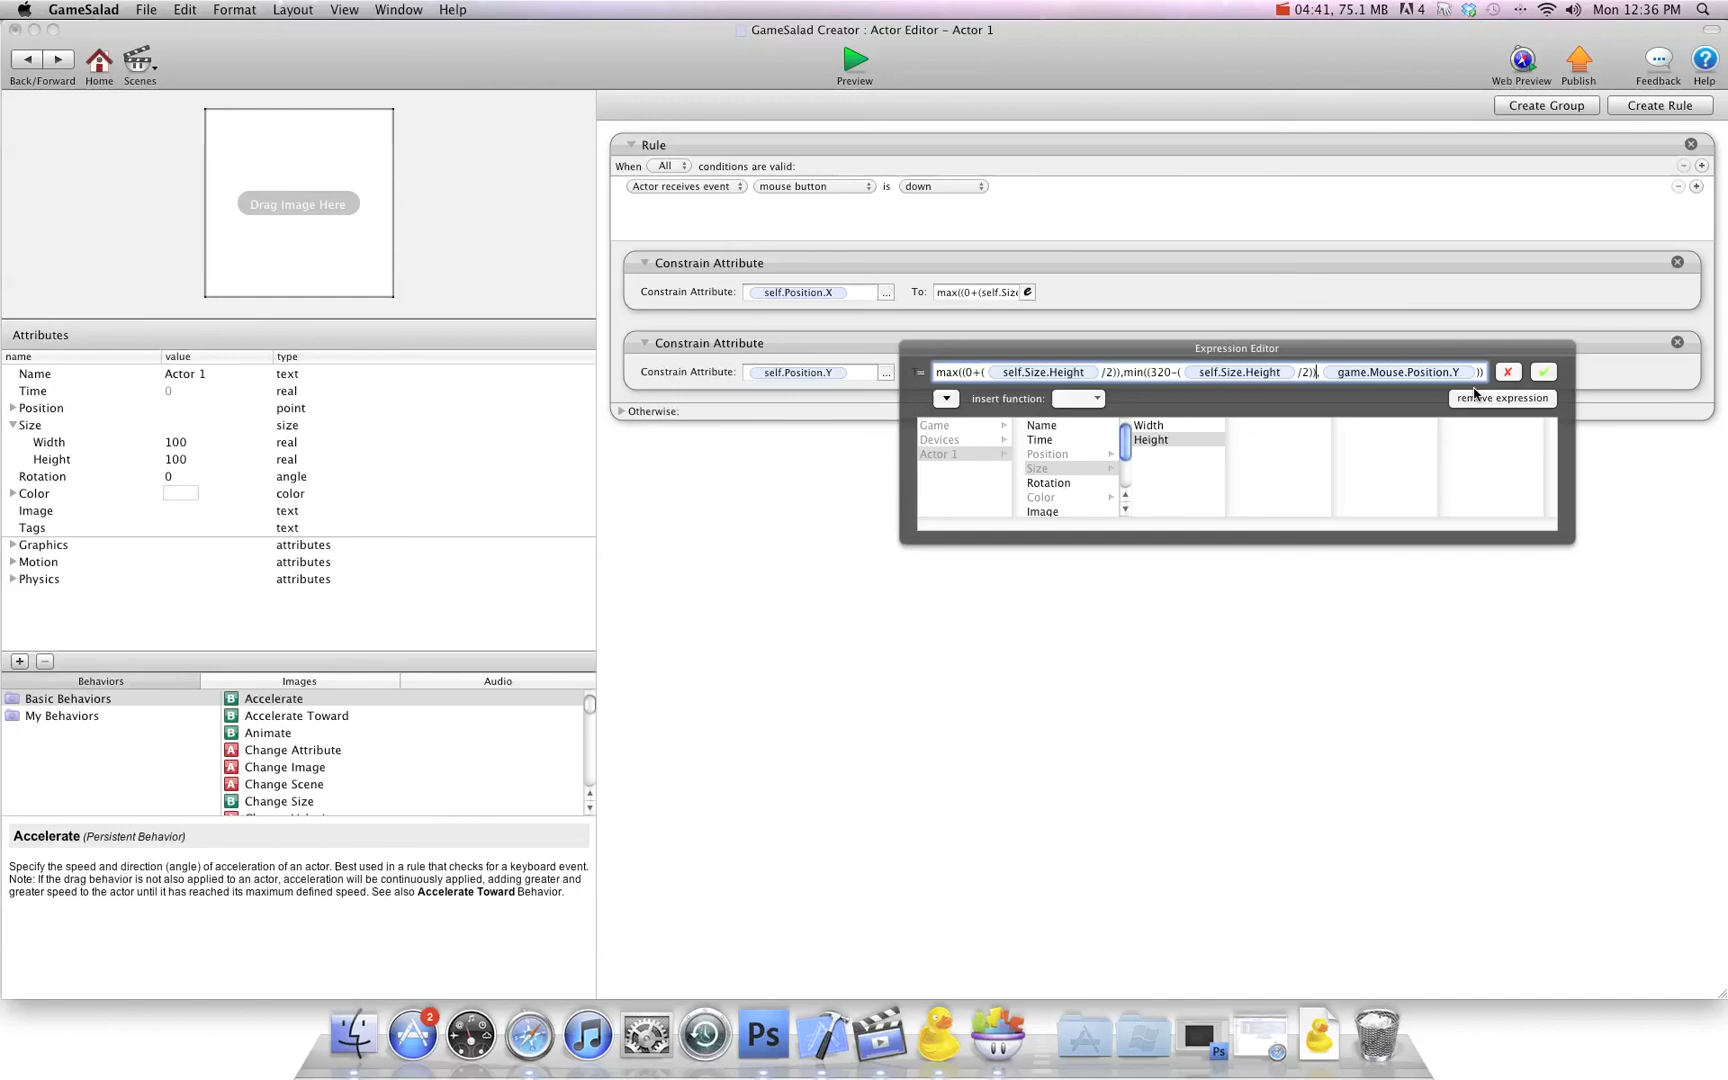 GameSalad File Edit Format Layout View Window Help 04:41, 75.1 MB 4 Mon 12:36 PM
GameSalad Creator : Actor Editor - Actor 1
Back/Forward Home Scenes Preview Web Preview Publish Feedback Help
Create Group Create Rule
Drag Image Here
Rule
When All conditions are valid:
Actor receives event mouse button is down
Constrain Attribute
Constrain Attribute: self.Position.X ... To: max((0+(self.Size e
Constrain Attribute
Constrain Attribute: self.Position.Y ...
Otherwise:
Expression Editor
max((0+( self.Size.Height /2)),min((320-( self.Size.Height /2)), game.Mouse.Position.Y )) ✗ ✓
insert function: remove expression
Game Name Width
Devices Time Height
Actor 1 Position
Size
Rotation
Color
Image
Attributes
name value type
Name Actor 1 text
Time 0 real
Position point
Size size
Width 100 real
Height 100 real
Rotation 0 angle
Color color
Image text
Tags text
Graphics attributes
Motion attributes
Physics attributes
+ −
Behaviors Images Audio
Basic Behaviors B Accelerate
My Behaviors B Accelerate Toward
B Animate
A Change Attribute
A Change Image
A Change Scene
B Change Size
Accelerate (Persistent Behavior)
Specify the speed and direction (angle) of acceleration of an actor. Best used in a rule that checks for a keyboard event.
Note: If the drag behavior is not also applied to an actor, acceleration will be continuously applied, adding greater and
greater speed to the actor until it has reached its maximum defined speed. See also Accelerate Toward Behavior.
2
Ps
Ps